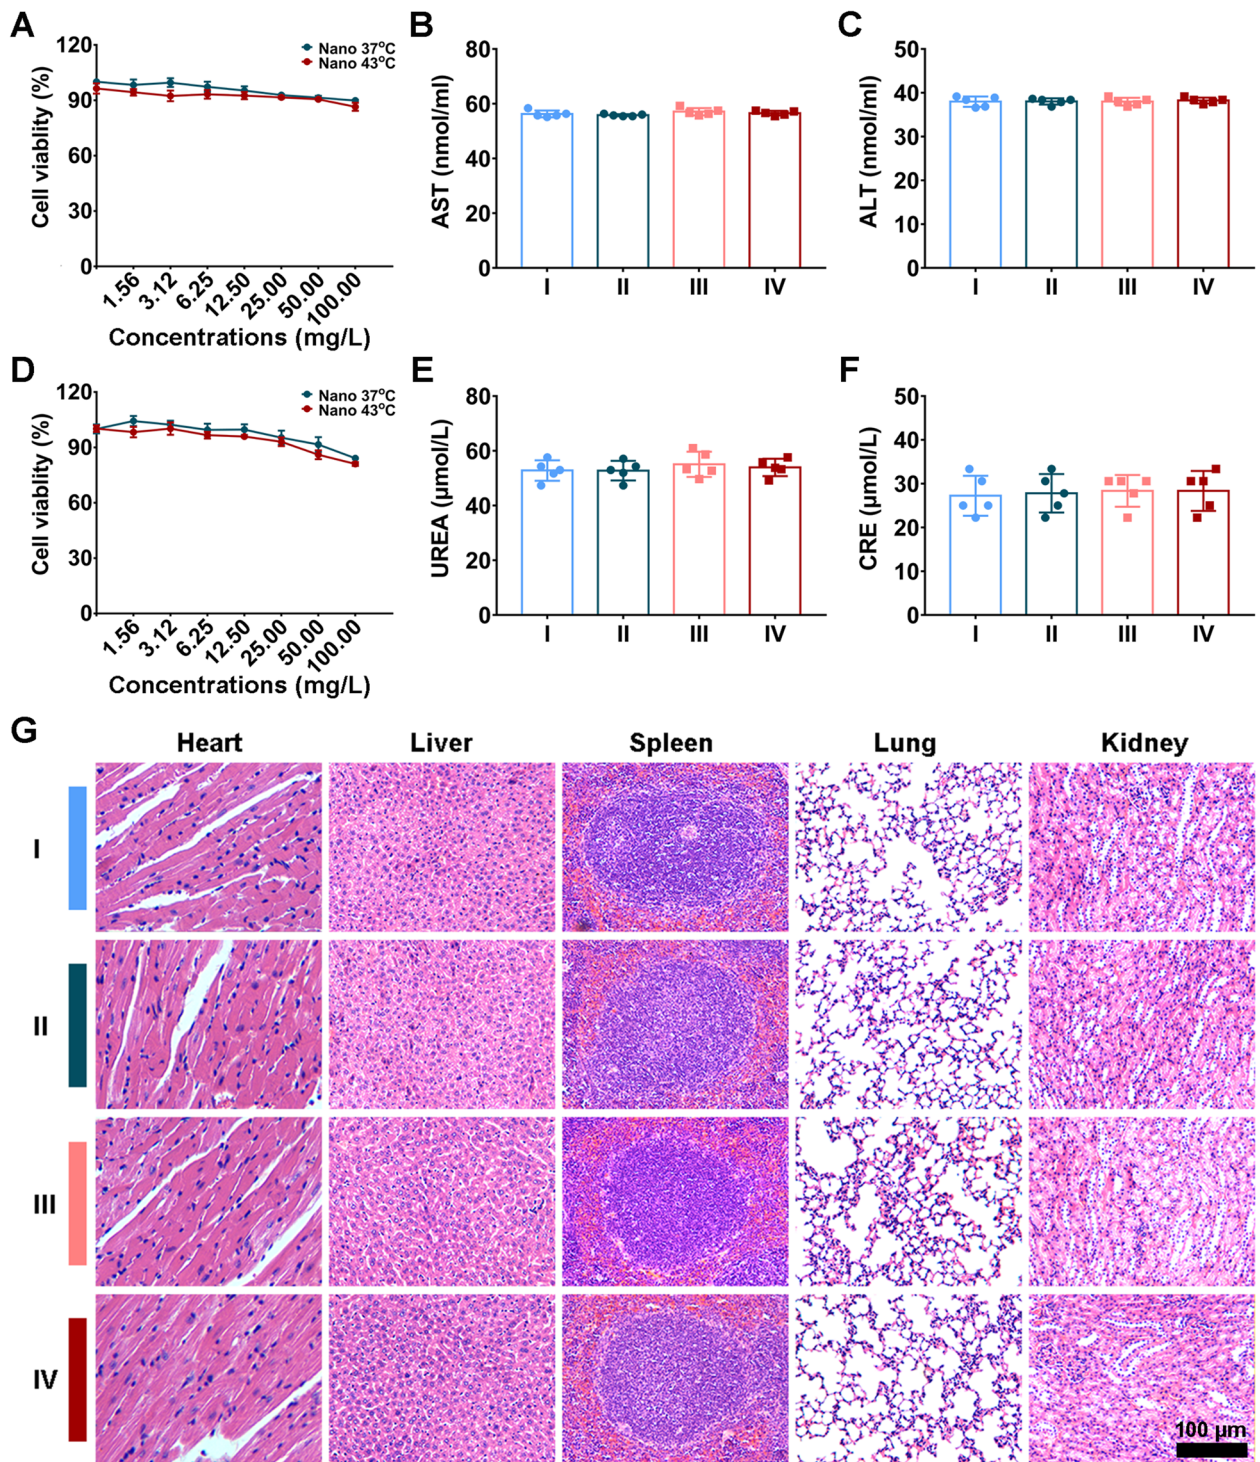 A
120
90
60
30
0
Cell viablity (%)
Nano 37°C
Nano 43°C
1.56
3.12
6.25
12.50
25.00
50.00
100.00
Concentrations (mg/L)
B
80
60
40
20
0
AST (nmol/ml)
I II III IV
C
50
40
30
20
10
0
ALT (nmol/ml)
I II III IV
D
120
90
60
30
0
Cell viablity (%)
Nano 37°C
Nano 43°C
1.56
3.12
6.25
12.50
25.00
50.00
100.00
Concentrations (mg/L)
E
80
60
40
20
0
UREA (µmol/L)
I II III IV
F
50
40
30
20
10
0
CRE (µmol/L)
I II III IV
G
Heart Liver Spleen Lung Kidney
I
II
III
IV
100 µm